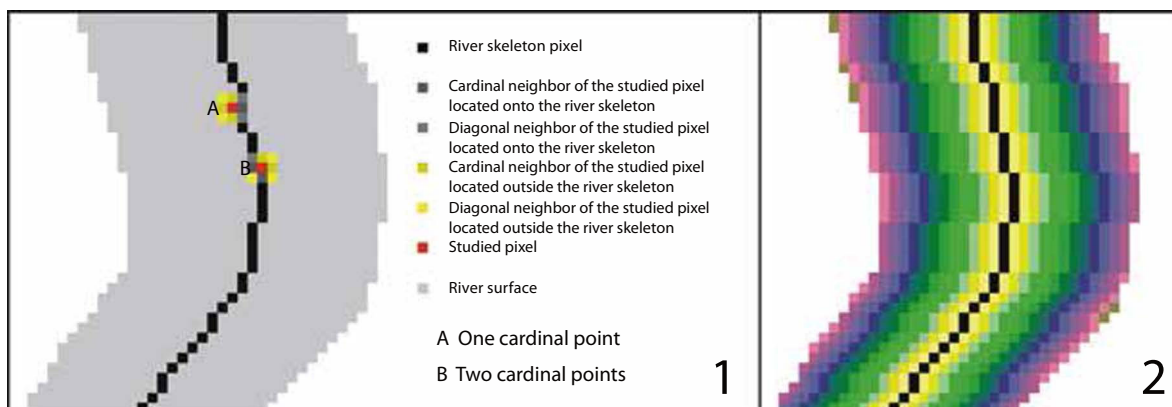 River skeleton pixel
Cardinal neighbor of the studied pixel
located onto the river skeleton
Diagonal neighbor of the studied pixel
located onto the river skeleton
Cardinal neighbor of the studied pixel
located outside the river skeleton
Diagonal neighbor of the studied pixel
located outside the river skeleton
Studied pixel
River surface
A One cardinal point
B Two cardinal points
A
B
1
2